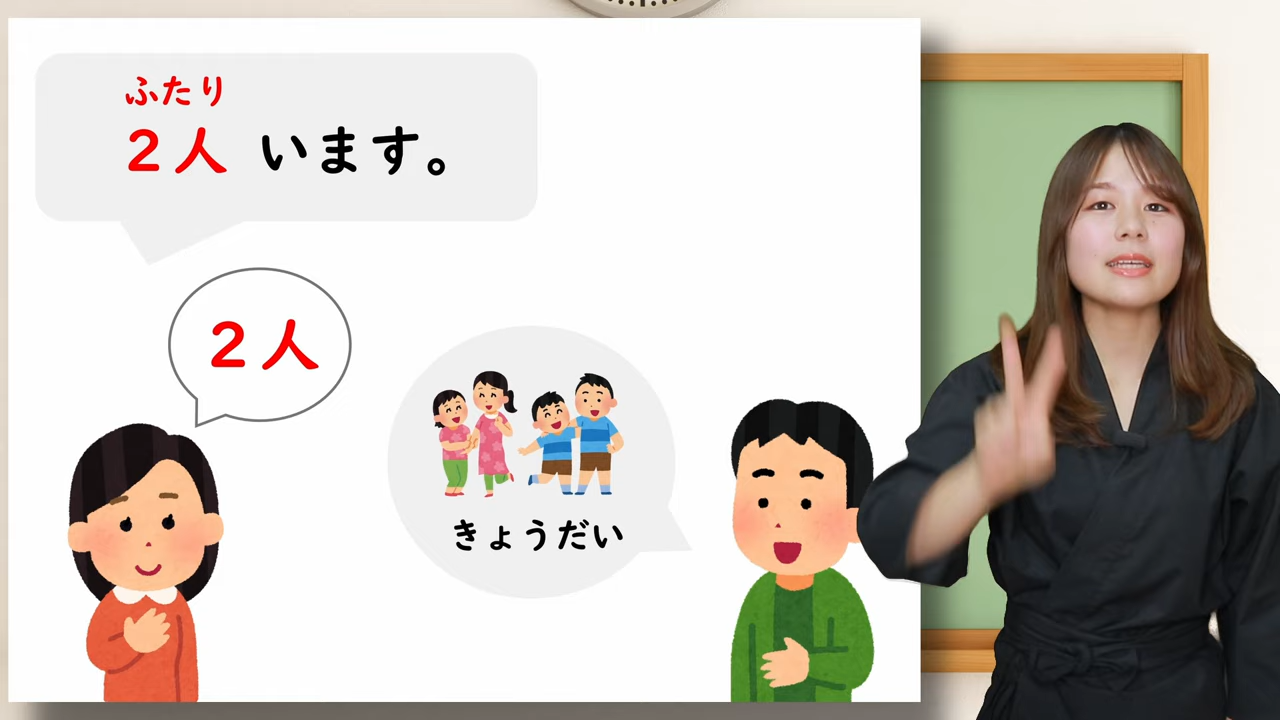 ふたり
2人 います。
2人
きょうだい